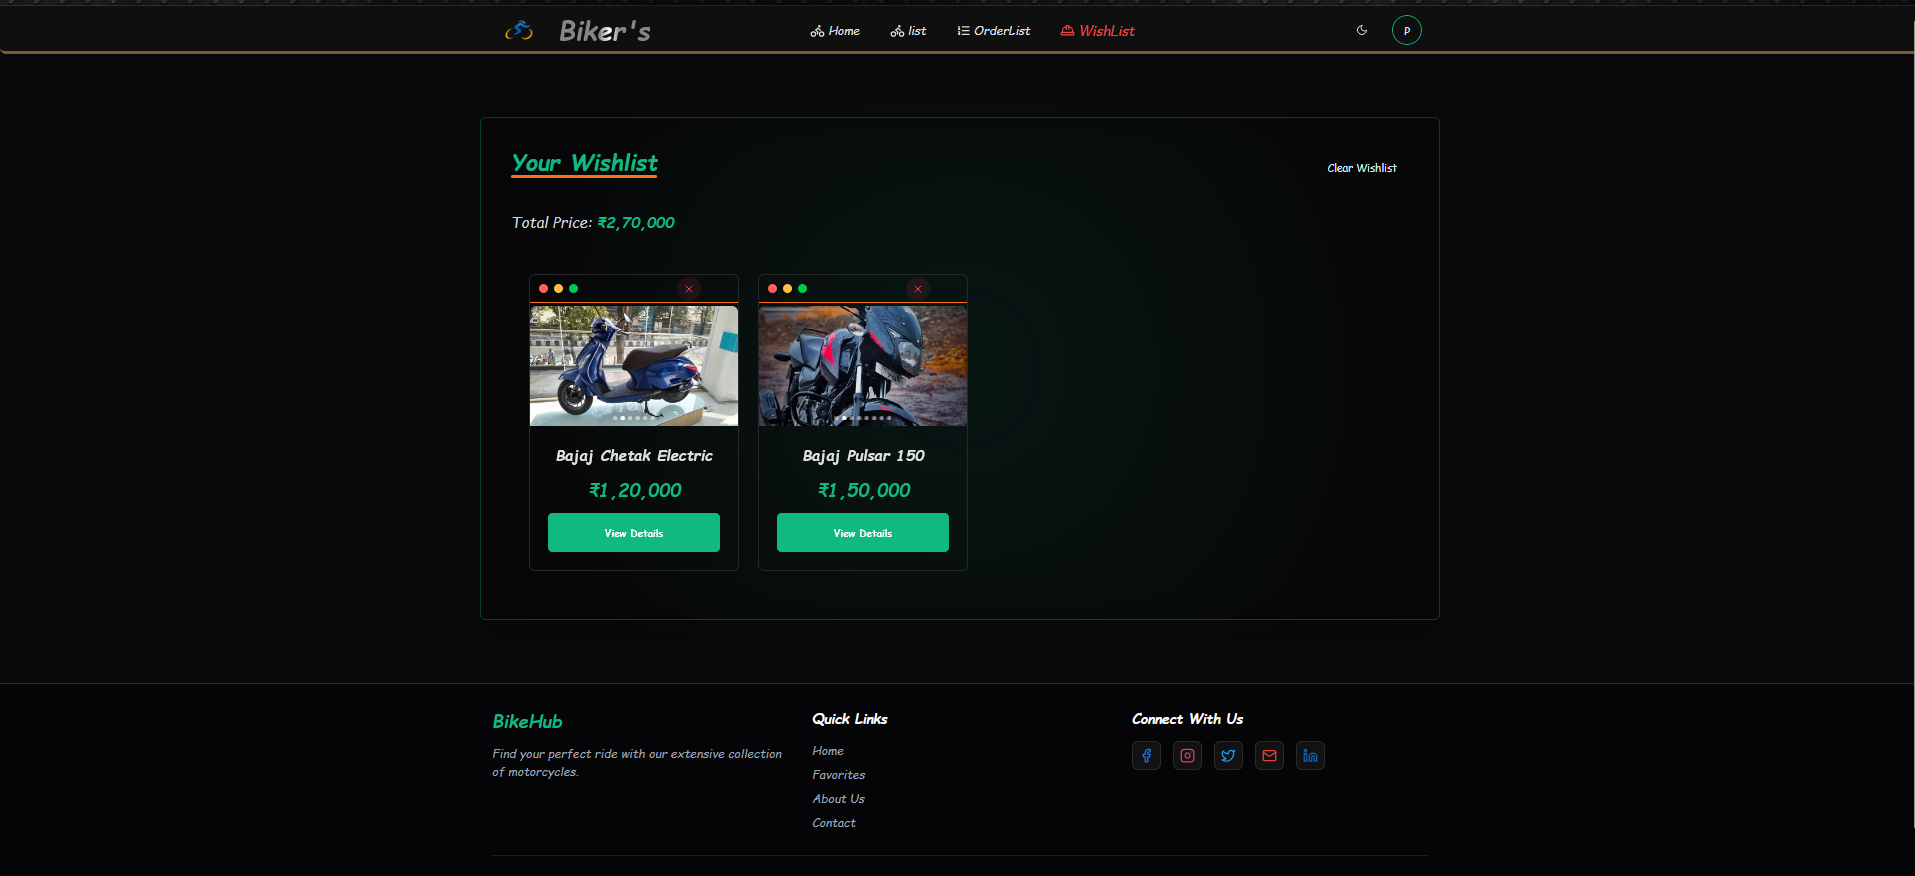 Biker's
Home
list
OrderList
WishList
P
Your Wishlist
Clear Wishlist
Total Price: ₹2,70,000
Bajaj Chetak Electric
₹1,20,000
View Details
Bajaj Pulsar 150
₹1,50,000
View Details
BikeHub
Find your perfect ride with our extensive collection
of motorcycles.
Quick Links
Home
Favorites
About Us
Contact
Connect With Us